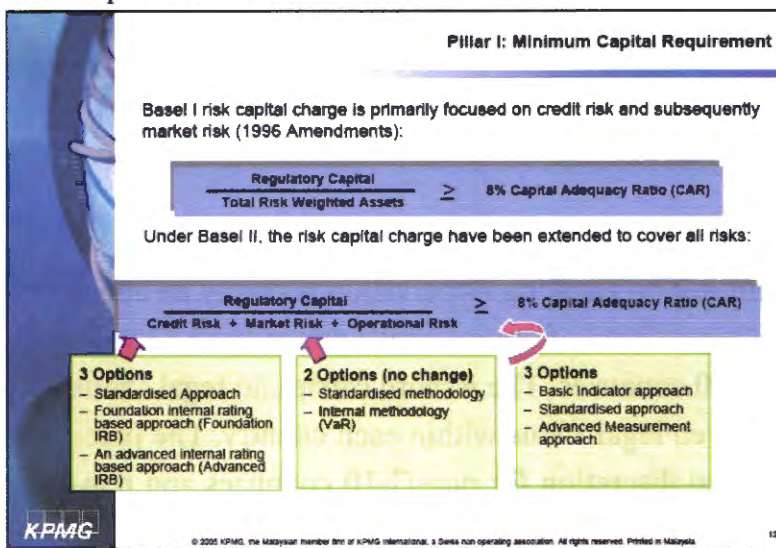 Pillar I: Minimum Capital Requirement
Basel I risk capital charge is primarily focused on credit risk and subsequently
market risk (1996 Amendments):
Regulatory Capital
Total Risk Weighted Assets
≥ 8% Capital Adequacy Ratio (CAR)
Under Basel II, the risk capital charge have been extended to cover all risks:
Regulatory Capital
Credit Risk + Market Risk + Operational Risk
≥ 8% Capital Adequacy Ratio (CAR)
3 Options
– Standardised Approach
– Foundation internal rating
based approach (Foundation
IRB)
– An advanced internal rating
based approach (Advanced
IRB)
2 Options (no change)
– Standardised methodology
– Internal methodology
(VaR)
3 Options
– Basic Indicator approach
– Standardised approach
– Advanced Measurement
approach
KPMG
© 2005 KPMG, the Malaysian member firm of KPMG International, a Swiss non operating association. All rights reserved. Printed in Malaysia.